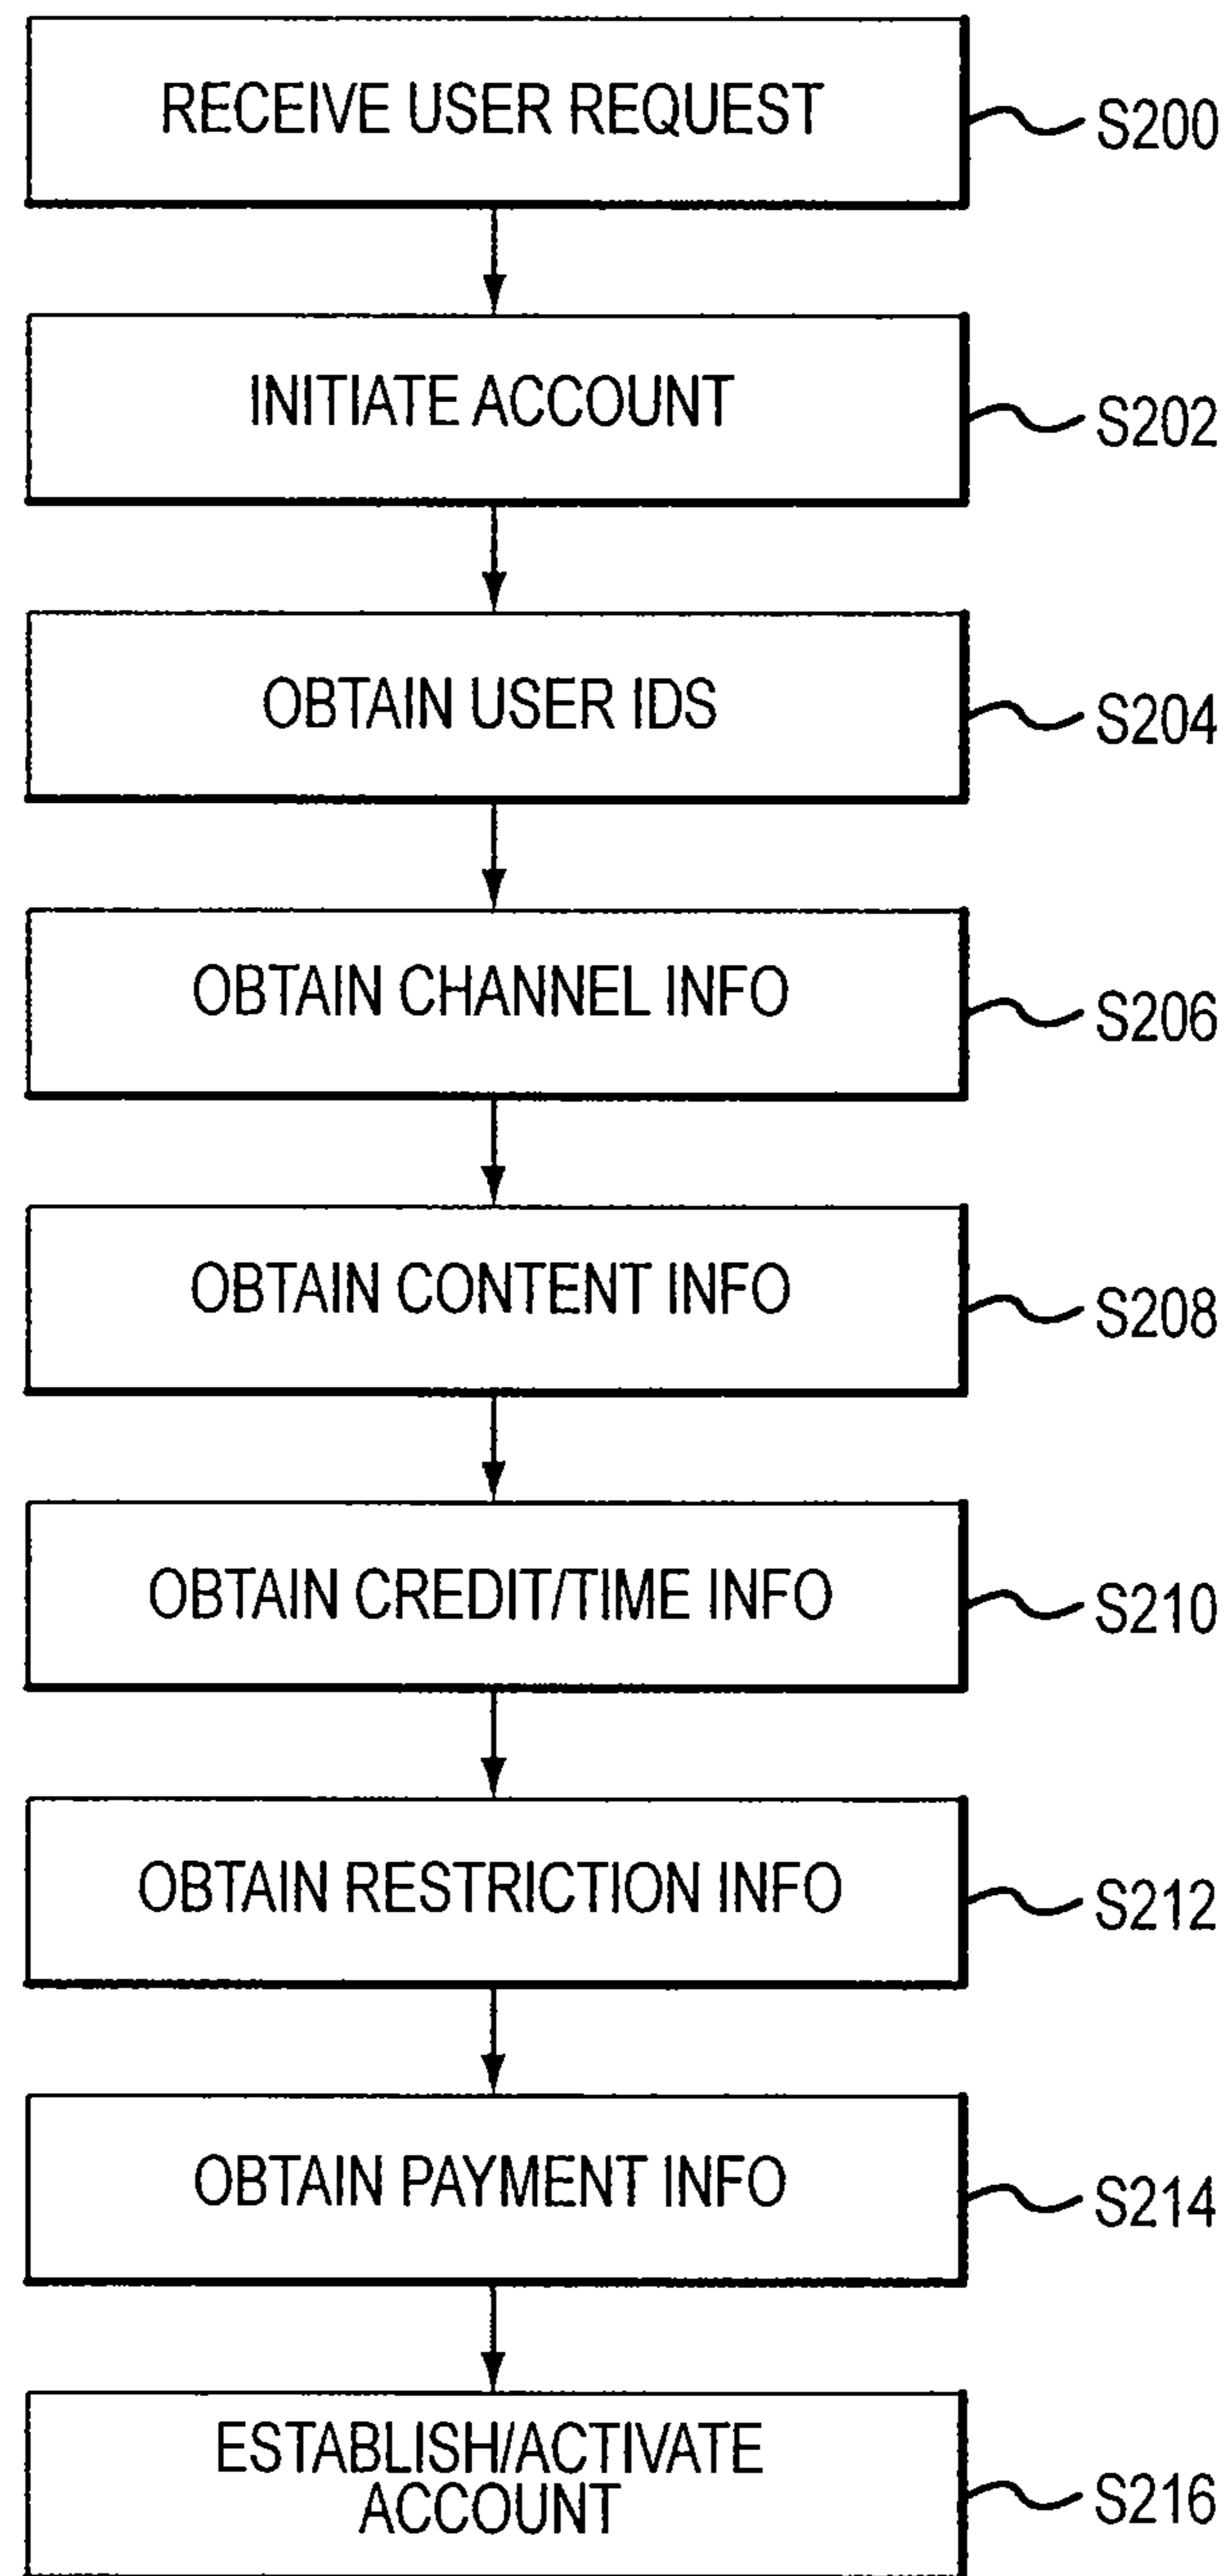 RECEIVE USER REQUEST
S200
INITIATE ACCOUNT
S202
OBTAIN USER IDS
S204
OBTAIN CHANNEL INFO
S206
OBTAIN CONTENT INFO
S208
OBTAIN CREDIT/TIME INFO
S210
OBTAIN RESTRICTION INFO
S212
OBTAIN PAYMENT INFO
S214
ESTABLISH/ACTIVATE
ACCOUNT
S216